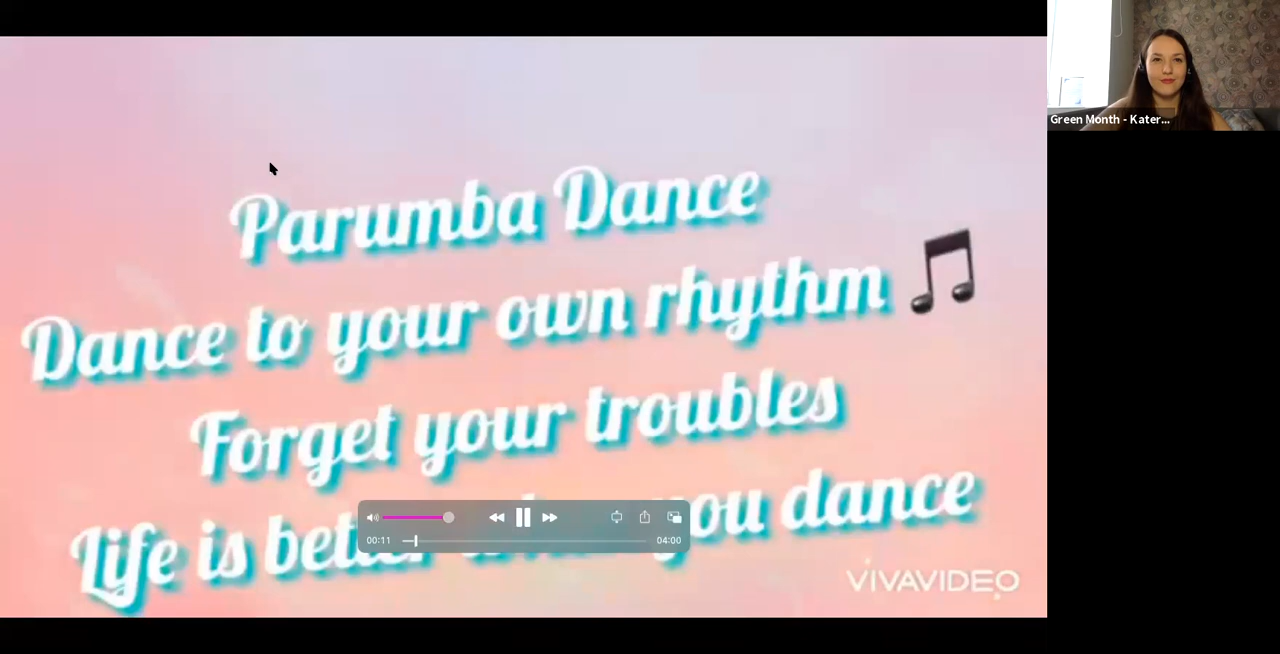 Green Month - Kater...
Parumba Dance
Dance to your own rhythm
Forget your troubles
Life is you dance
00:11
04:00
VIVAVIDEO